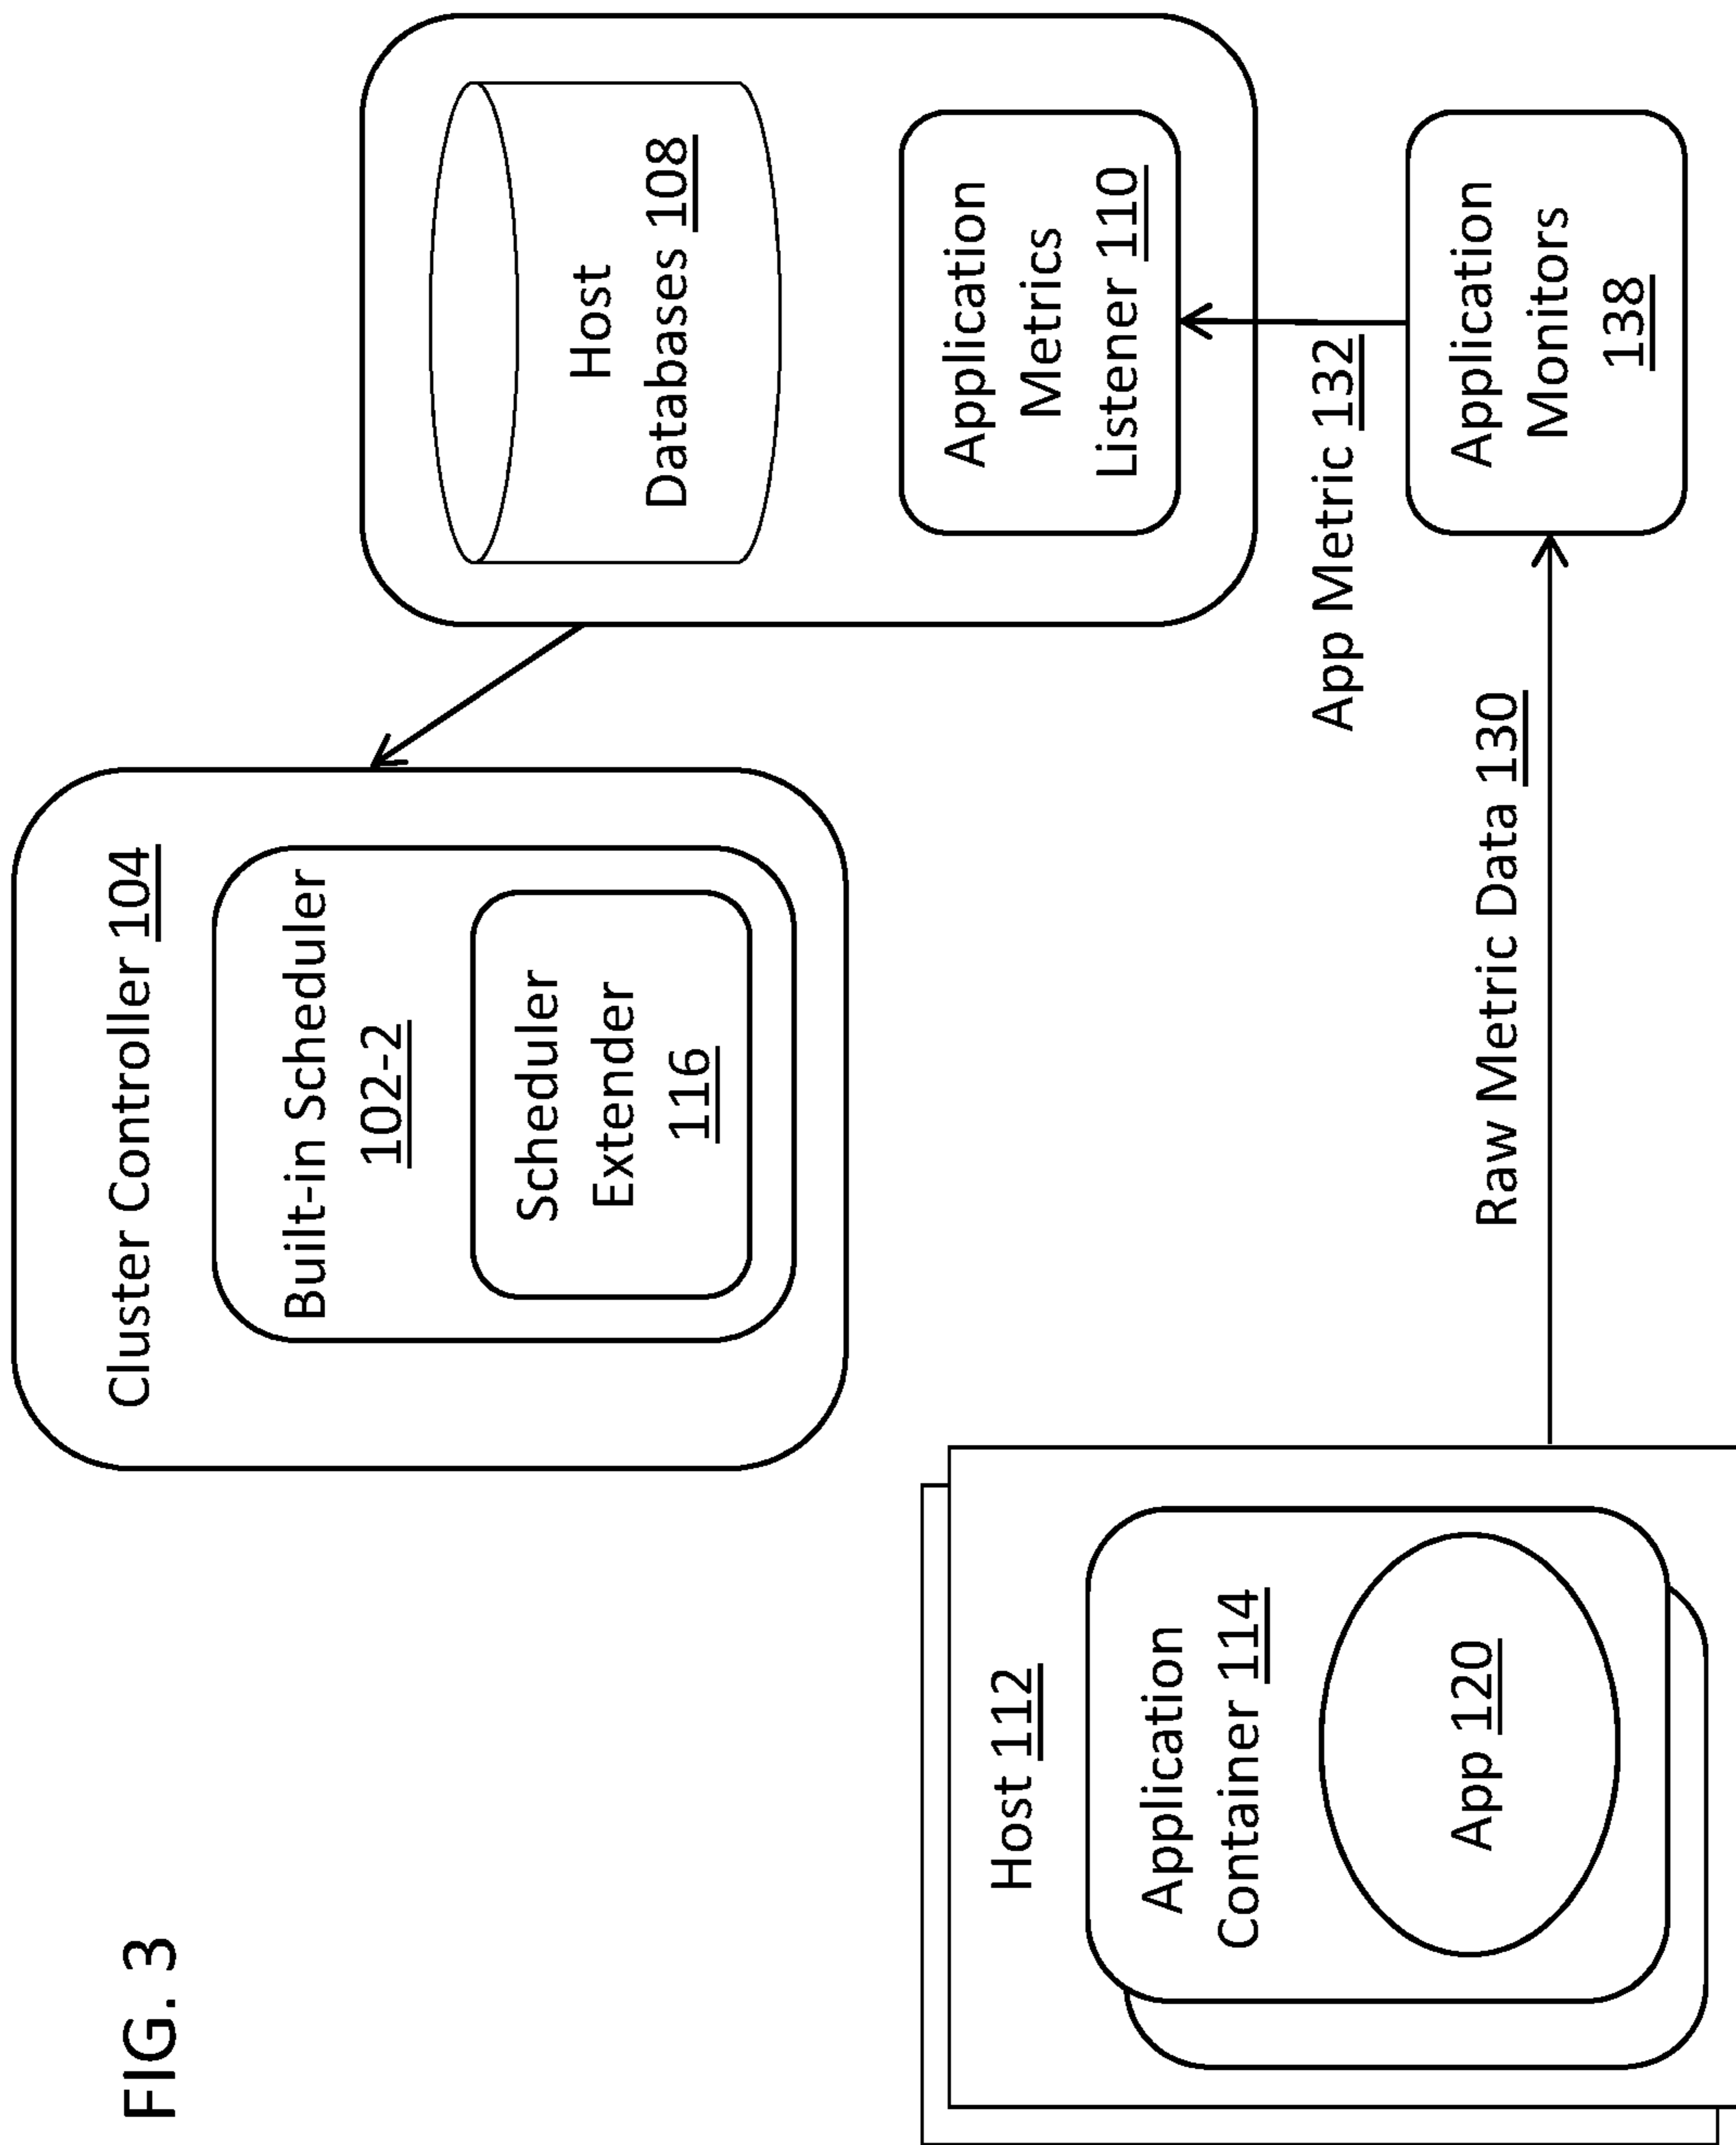 FIG. 3
Cluster Controller 104
Built-in Scheduler
102-2
Scheduler
Extender
116
Host
Databases 108
Application
Metrics
Listener 110
App Metric 132
Host 112
Application
Container 114
App 120
Raw Metric Data 130
Application
Monitors
138